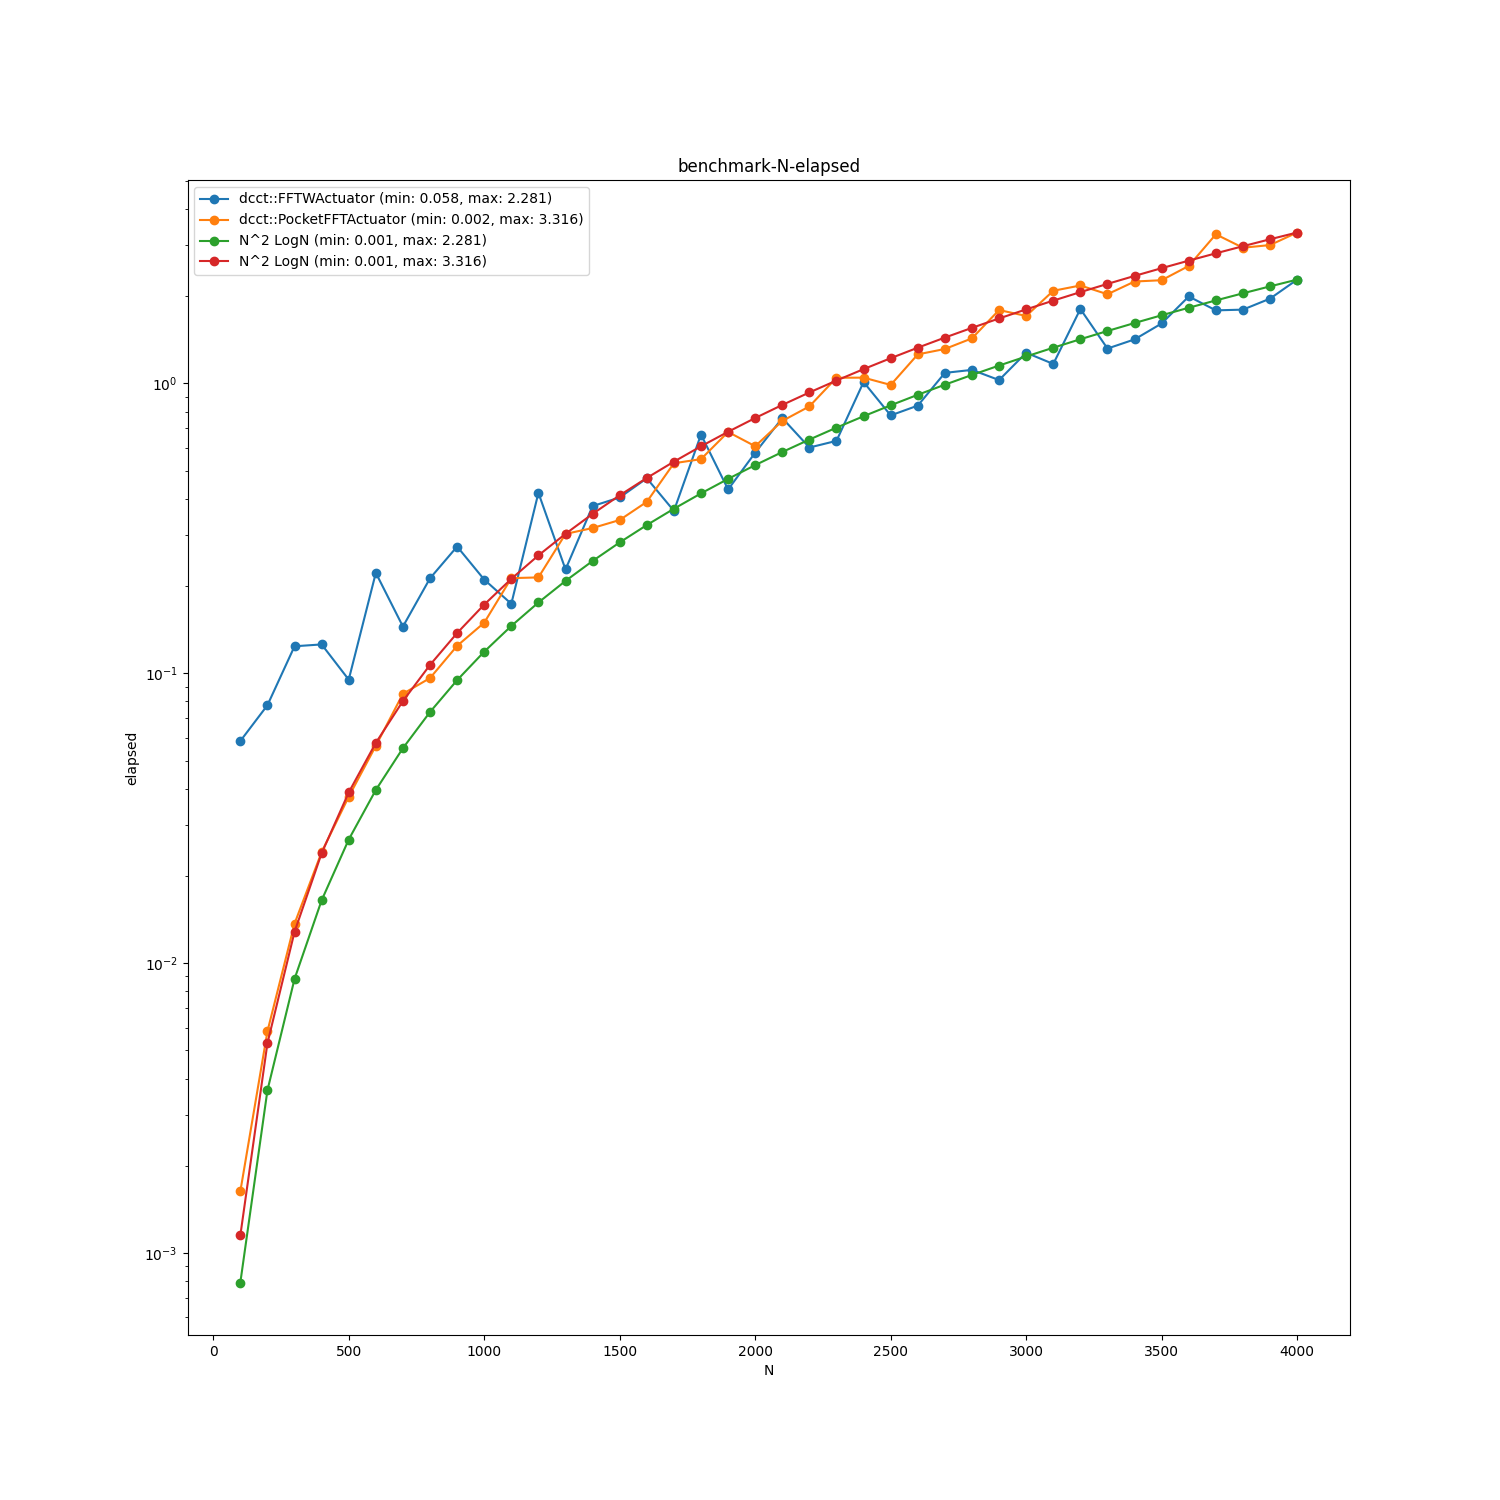 benchmark-N-elapsed
dcct::FFTWActuator (min: 0.058, max: 2.281)
dcct::PocketFFTActuator (min: 0.002, max: 3.316)
N^2 LogN (min: 0.001, max: 2.281)
N^2 LogN (min: 0.001, max: 3.316)
10⁰
10⁻¹
10⁻²
10⁻³
elapsed
0 500 1000 1500 2000 2500 3000 3500 4000
N